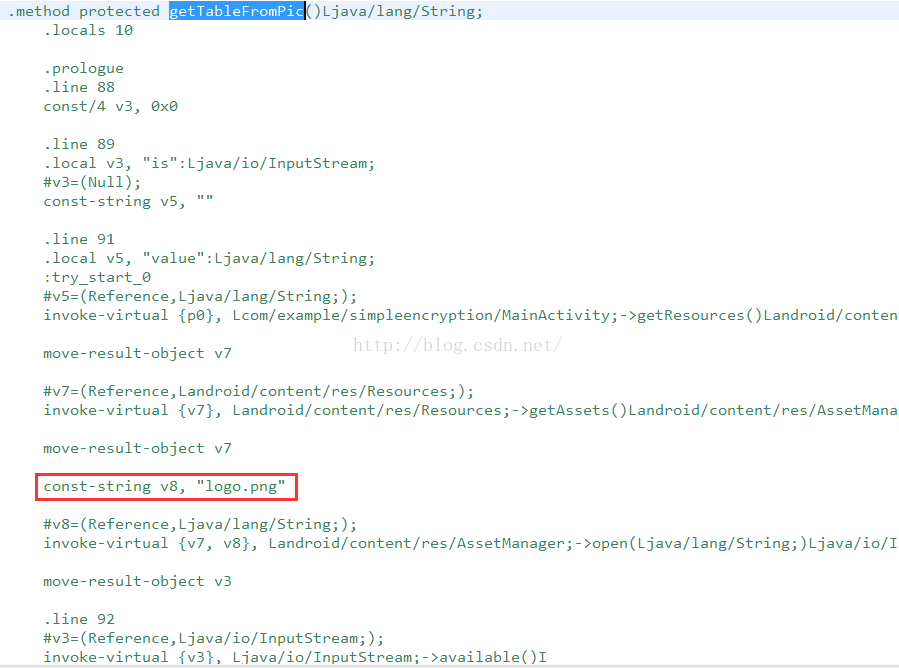 .method protected getTableFromPic()Ljava/lang/String;
.locals 10
.prologue
.line 88
const/4 v3, 0x0
.line 89
.local v3, "is":Ljava/io/InputStream;
#v3=(Null);
const-string v5, ""
.line 91
.local v5, "value":Ljava/lang/String;
:try_start_0
#v5=(Reference,Ljava/lang/String;);
invoke-virtual {p0}, Lcom/example/simpleencryption/MainActivity;->getResources()Landroid/conten
http://blog.csdn.net/
move-result-object v7
#v7=(Reference,Landroid/content/res/Resources;);
invoke-virtual {v7}, Landroid/content/res/Resources;->getAssets()Landroid/content/res/AssetMana
move-result-object v7
const-string v8, "logo.png"
#v8=(Reference,Ljava/lang/String;);
invoke-virtual {v7, v8}, Landroid/content/res/AssetManager;->open(Ljava/lang/String;)Ljava/io/I
move-result-object v3
.line 92
#v3=(Reference,Ljava/io/InputStream;);
invoke-virtual {v3}, Ljava/io/InputStream;->available()I